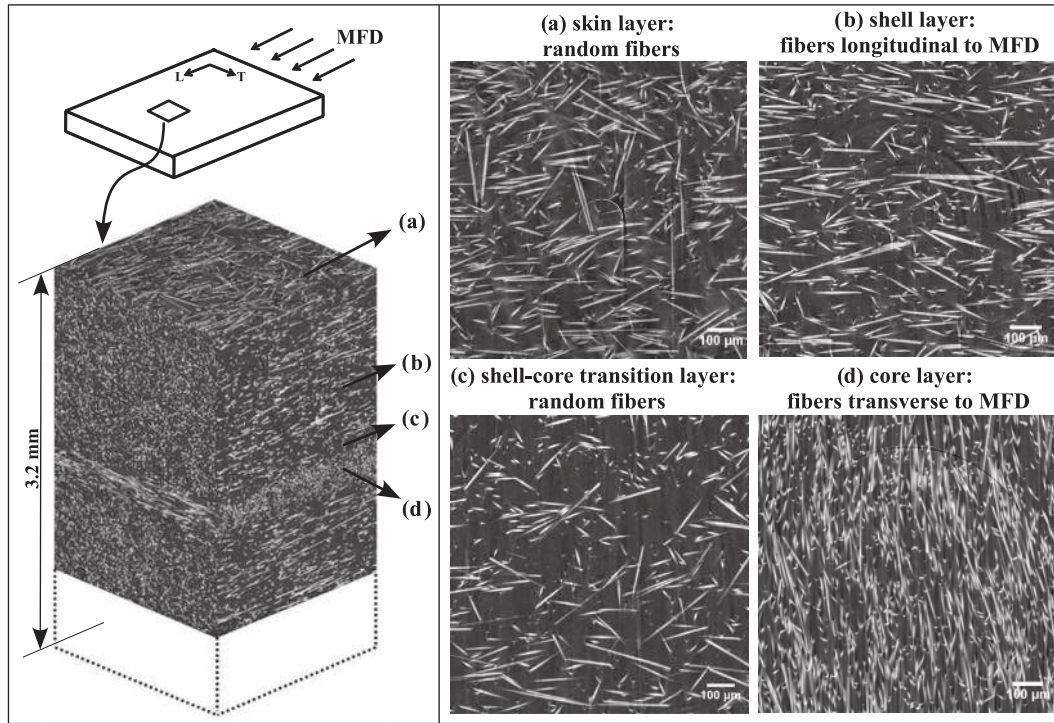 MFD
L T
(a)
(b)
(c)
(d)
3.2 mm
(a) skin layer:
random fibers
100 μm
(b) shell layer:
fibers longitudinal to MFD
100 μm
(c) shell-core transition layer:
random fibers
100 μm
(d) core layer:
fibers transverse to MFD
100 μm